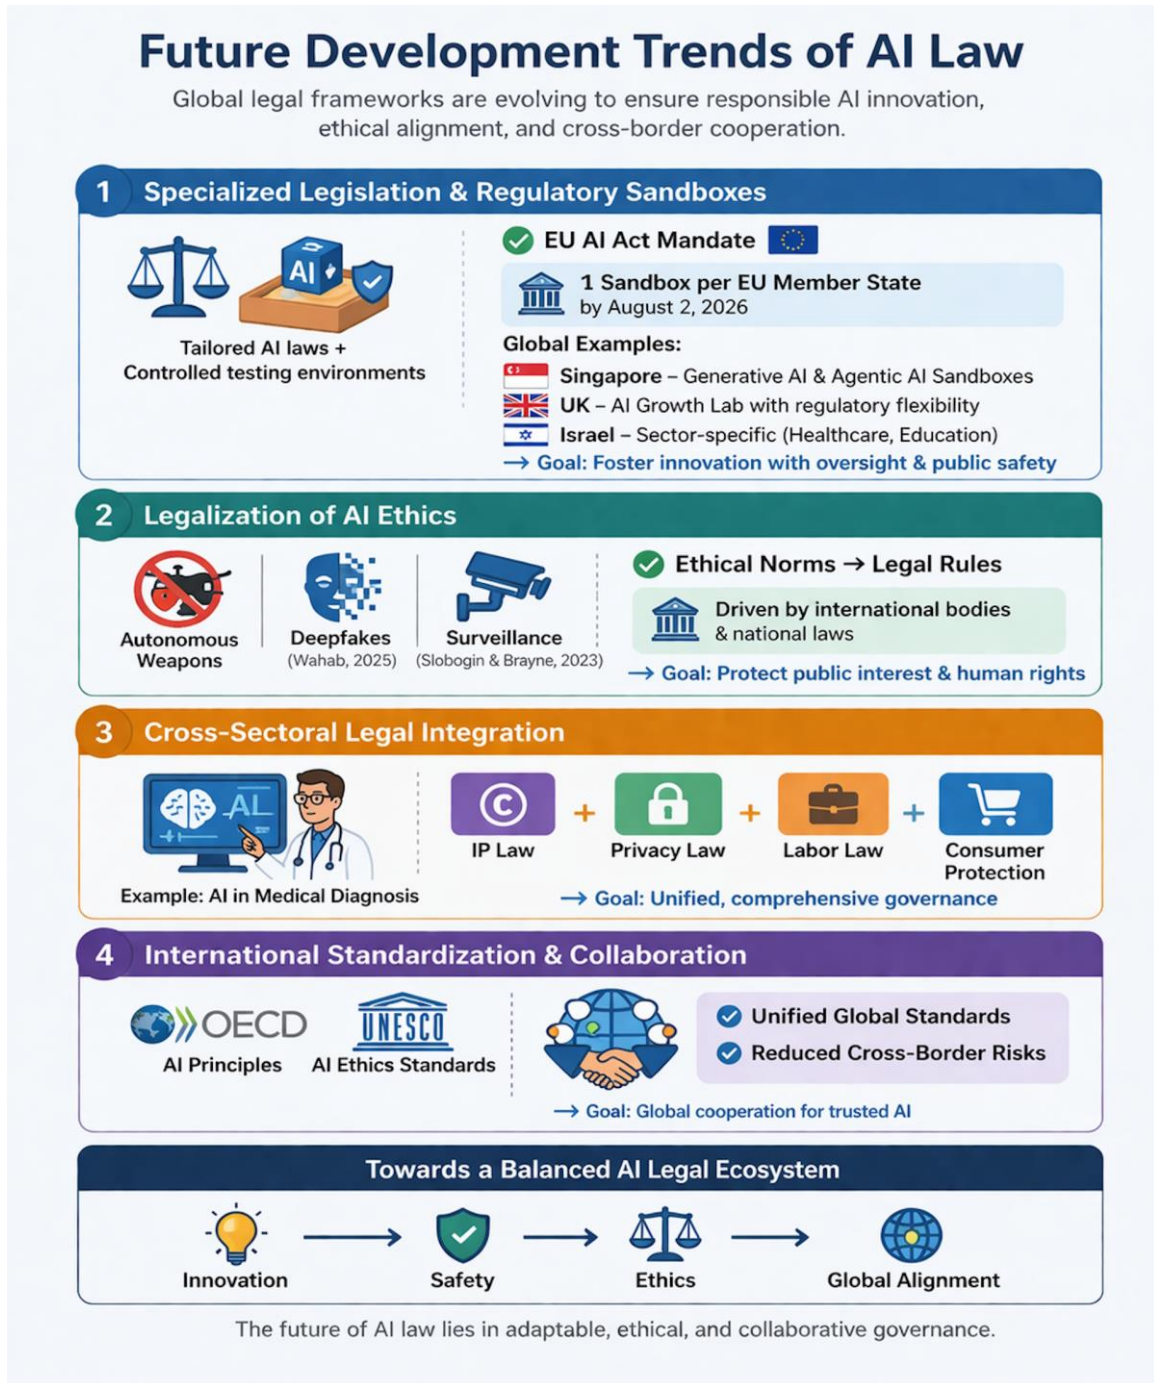 Future Development Trends of AI Law
Global legal frameworks are evolving to ensure responsible AI innovation,
ethical alignment, and cross-border cooperation.
1 Specialized Legislation & Regulatory Sandboxes
AI
Tailored AI laws +
Controlled testing environments
EU AI Act Mandate
1 Sandbox per EU Member State
by August 2, 2026
Global Examples:
Singapore – Generative AI & Agentic AI Sandboxes
UK – AI Growth Lab with regulatory flexibility
Israel – Sector-specific (Healthcare, Education)
→ Goal: Foster innovation with oversight & public safety
2 Legalization of AI Ethics
Autonomous
Weapons
Deepfakes
(Wahab, 2025)
Surveillance
(Slobogin & Brayne, 2023)
Ethical Norms → Legal Rules
Driven by international bodies
& national laws
→ Goal: Protect public interest & human rights
3 Cross-Sectoral Legal Integration
AL
Example: AI in Medical Diagnosis
©
+
+
+
IP Law
Privacy Law
Labor Law
Consumer
Protection
→ Goal: Unified, comprehensive governance
4 International Standardization & Collaboration
OECD
AI Principles
UNESCO
AI Ethics Standards
Unified Global Standards
Reduced Cross-Border Risks
→ Goal: Global cooperation for trusted AI
Towards a Balanced AI Legal Ecosystem
Innovation
Safety
Ethics
Global Alignment
The future of AI law lies in adaptable, ethical, and collaborative governance.